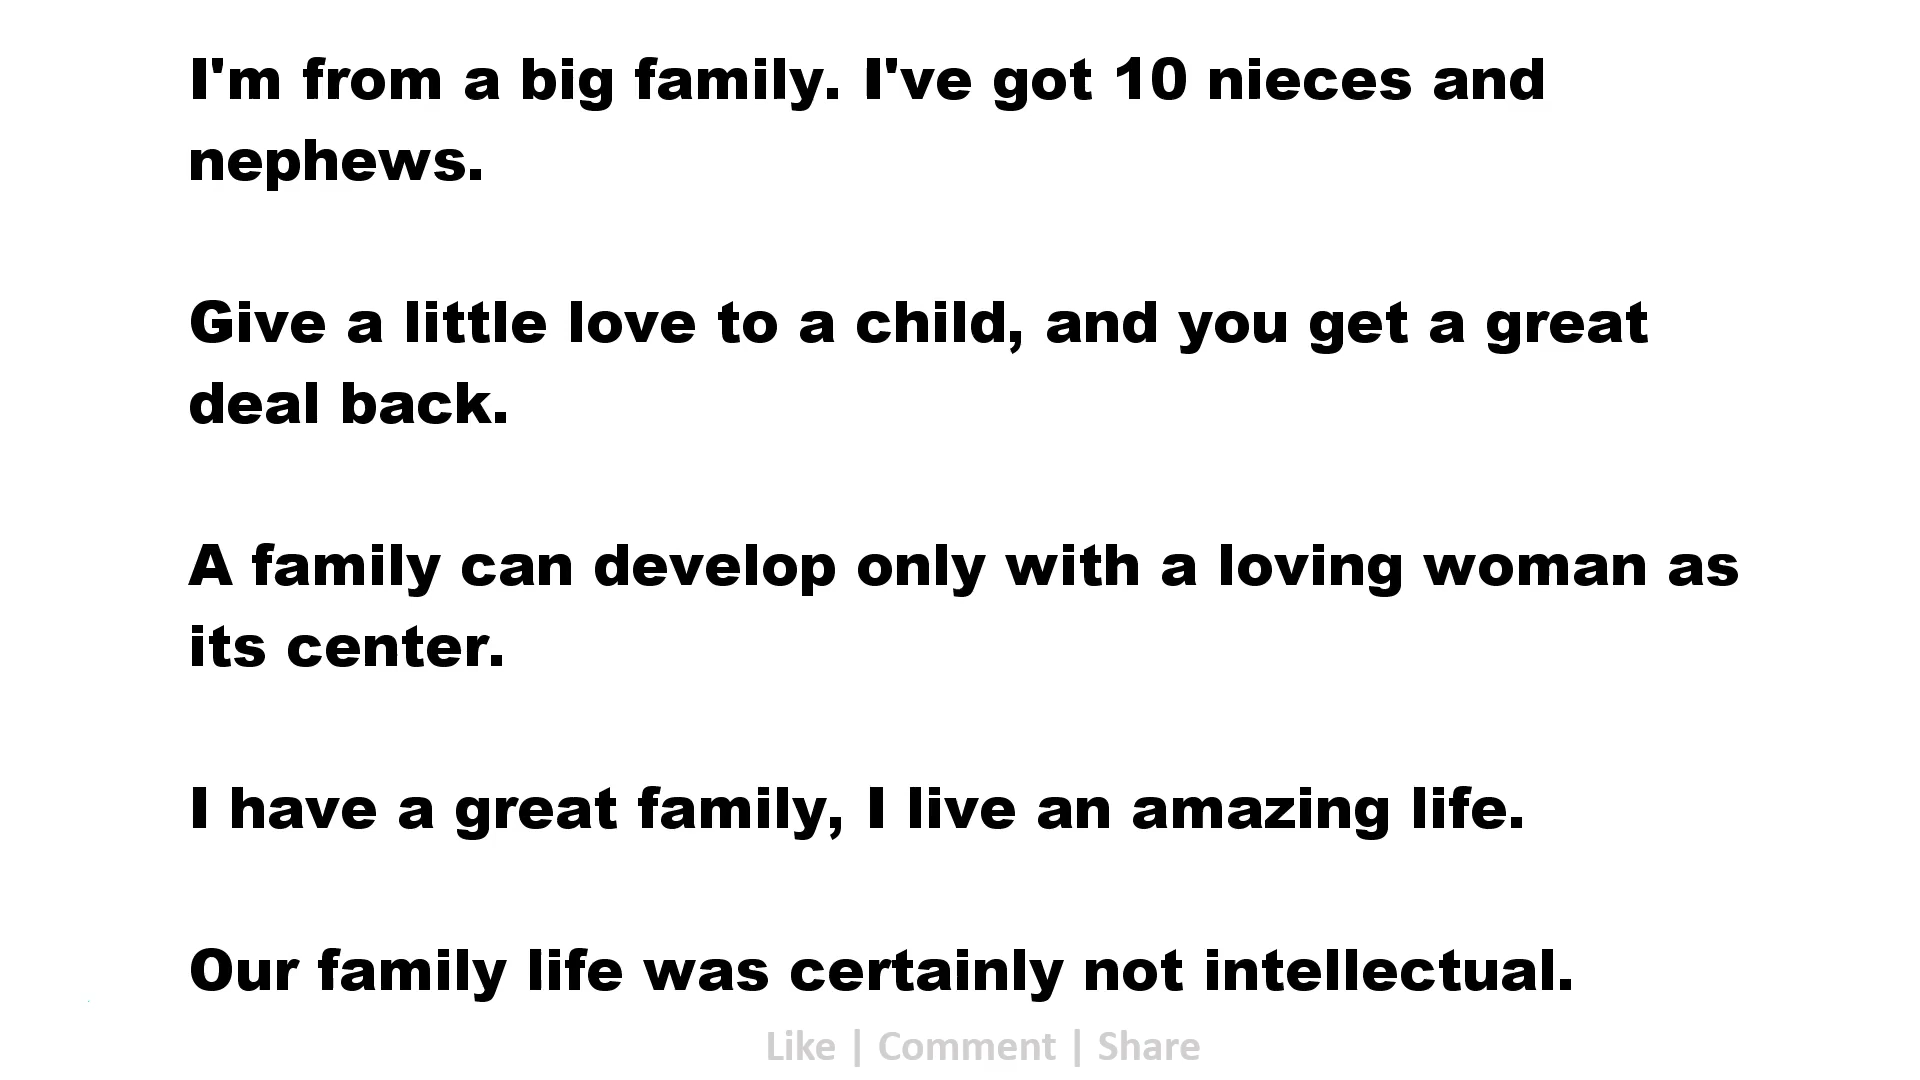 I'm from a big family. I've got 10 nieces and
nephews.
Give a little love to a child, and you get a great
deal back.
A family can develop only with a loving woman as
its center.
I have a great family, I live an amazing life.
Our family life was certainly not intellectual.
Like | Comment | Share